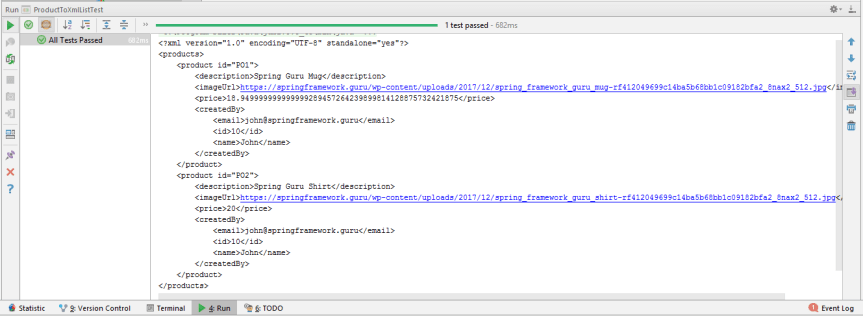 Run ProductToXmlListTest
1 test passed - 682ms
All Tests Passed 682ms
<?xml version="1.0" encoding="UTF-8" standalone="yes"?>
<products>
<product id="P01">
<description>Spring Guru Mug</description>
<imageUrl>https://springframework.guru/wp-content/uploads/2017/12/spring_framework_guru_mug-rf412049699c14ba5b68bb1c09182bfa2_8nax2_512.jpg</i
<price>18.949999999999999289457264239899814128875732421875</price>
<createdBy>
<email>john@springframework.guru</email>
<id>10</id>
<name>John</name>
</createdBy>
</product>
<product id="P02">
<description>Spring Guru Shirt</description>
<imageUrl>https://springframework.guru/wp-content/uploads/2017/12/spring_framework_guru_shirt-rf412049699c14ba5b68bb1c09182bfa2_8nax2_512.jpg<
<price>20</price>
<createdBy>
<email>john@springframework.guru</email>
<id>10</id>
<name>John</name>
</createdBy>
</product>
</products>
Statistic 9: Version Control Terminal 4: Run 6: TODO Event Log